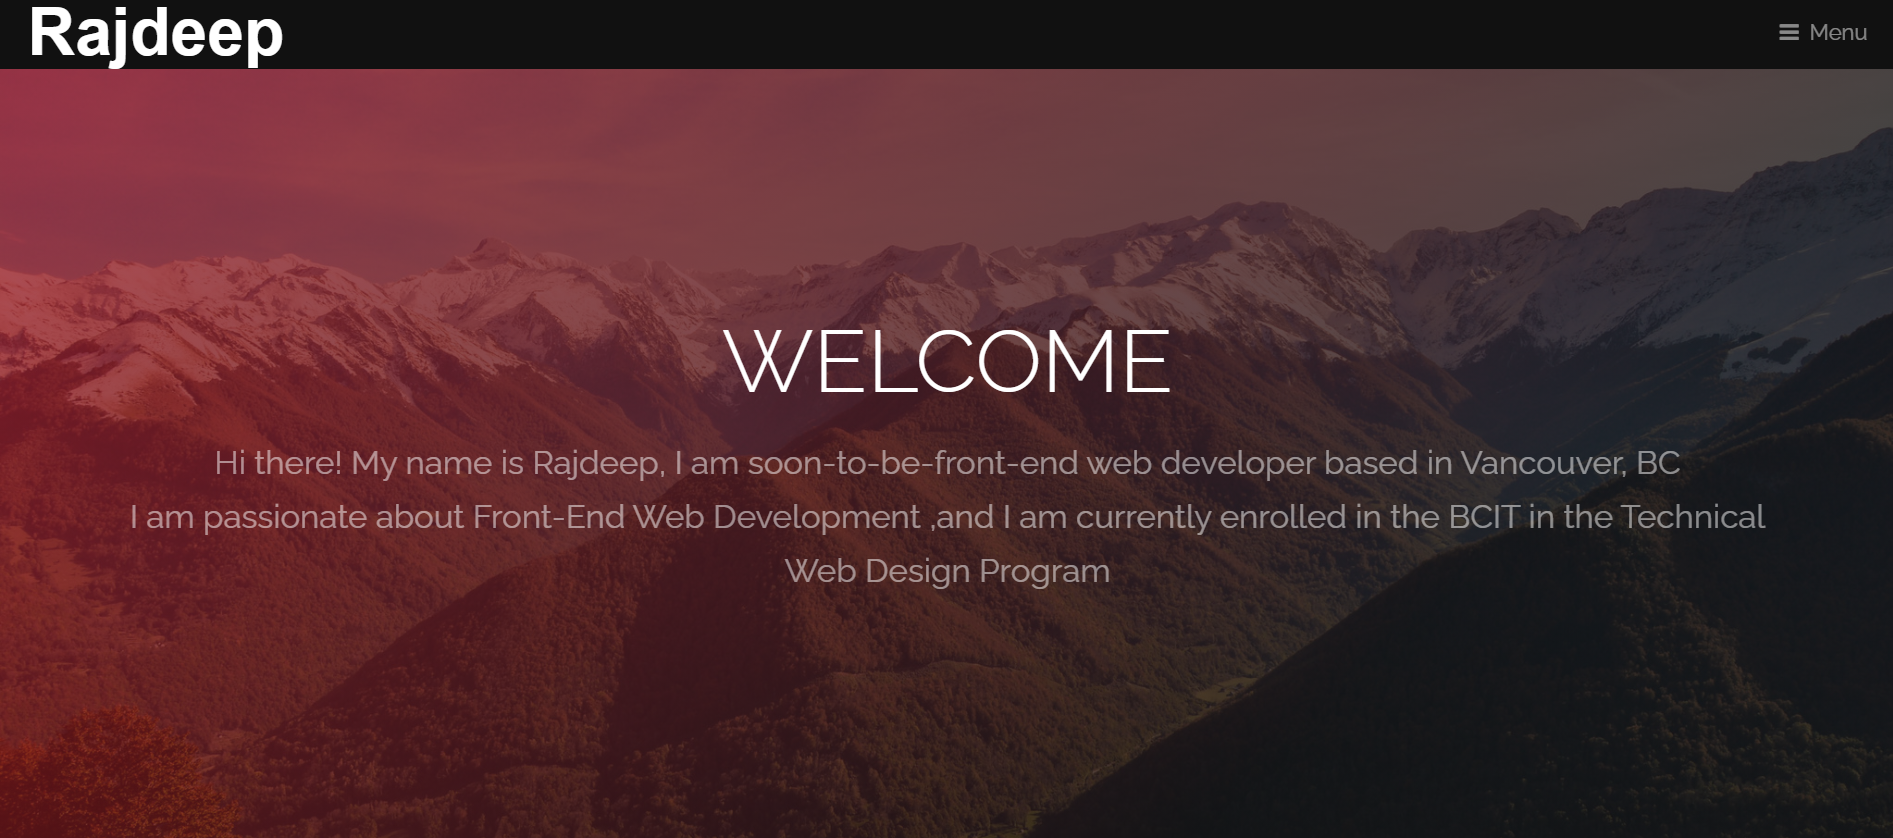 Rajdeep
Menu
WELCOME
Hi there! My name is Rajdeep, I am soon-to-be-front-end web developer based in Vancouver, BC
I am passionate about Front-End Web Development ,and I am currently enrolled in the BCIT in the Technical
Web Design Program